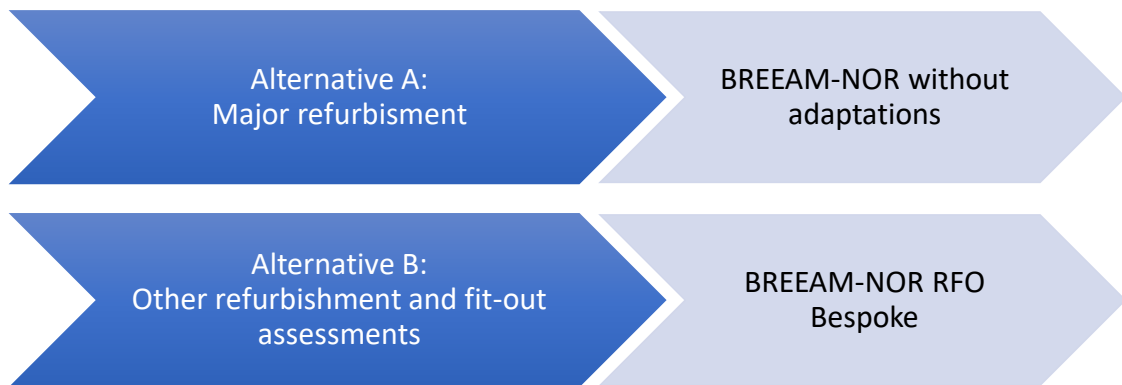 Alternative A:
Major refurbisment
BREEAM-NOR without
adaptations
Alternative B:
Other refurbishment and fit-out
assessments
BREEAM-NOR RFO
Bespoke